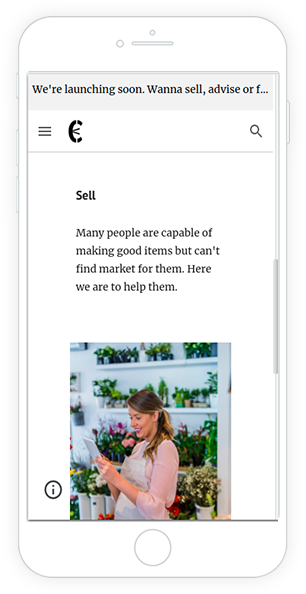 We're launching soon. Wanna sell, advise or f...
Sell
Many people are capable of
making good items but can't
find market for them. Here
we are to help them.